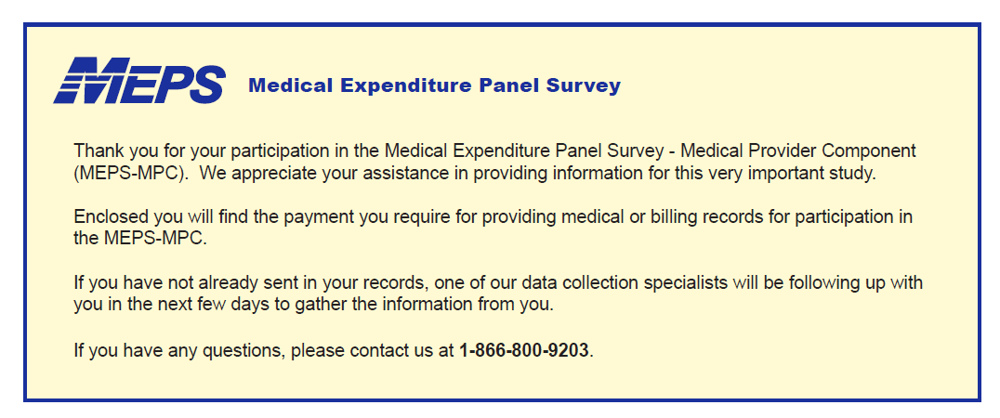 MEPS Medical Expenditure Panel Survey
Thank you for your participation in the Medical Expenditure Panel Survey - Medical Provider Component
(MEPS-MPC).  We appreciate your assistance in providing information for this very important study.
Enclosed you will find the payment you require for providing medical or billing records for participation in
the MEPS-MPC.
If you have not already sent in your records, one of our data collection specialists will be following up with
you in the next few days to gather the information from you.
If you have any questions, please contact us at 1-866-800-9203.